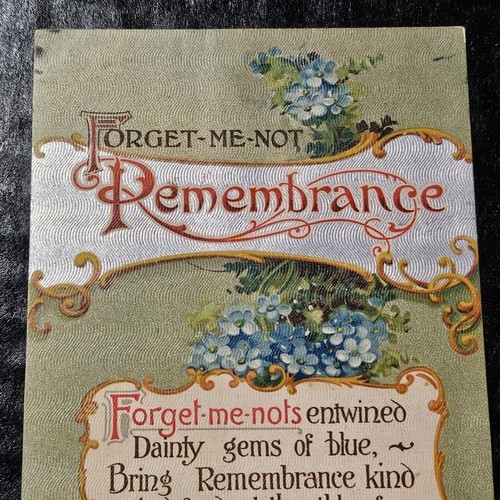 FORGET-ME-NOT
Remembrance
Forget-me-nots entwined
Dainty gems of blue, ~
Bring Remembrance kind